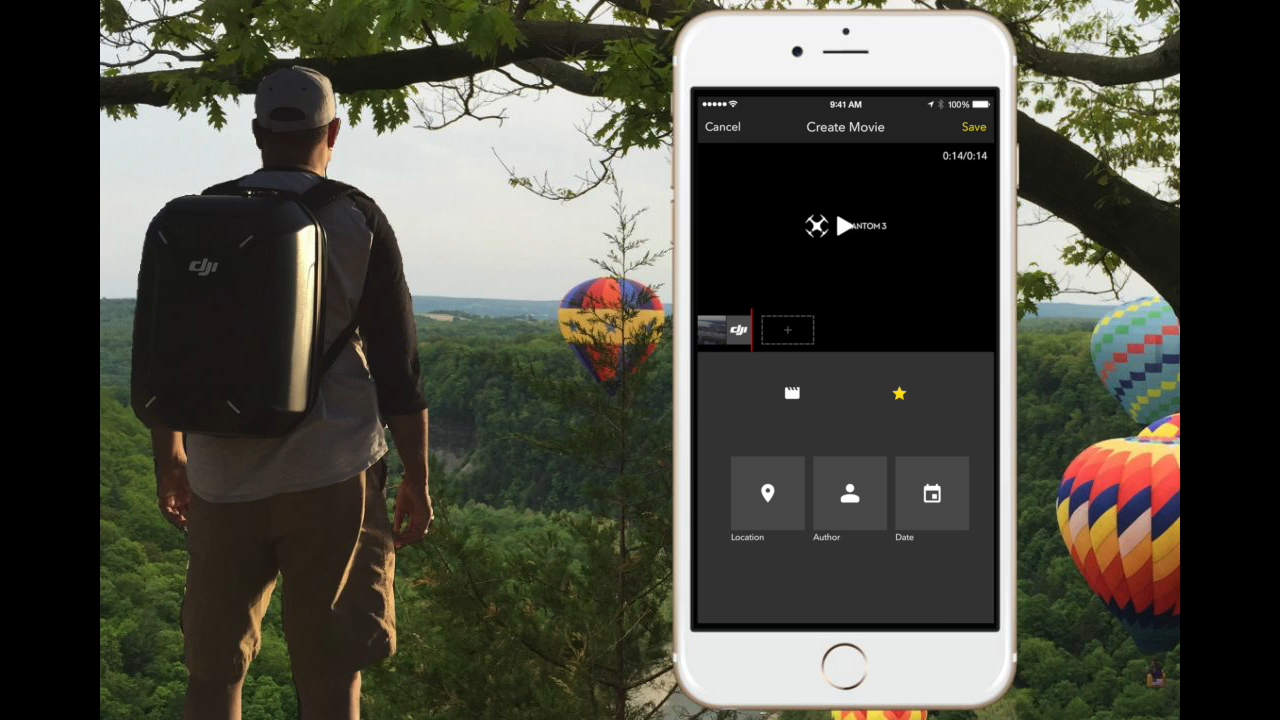 dji
9:41 AM
100%
Cancel
Create Movie
Save
0:14/0:14
ANTOM 3
dji
+
Location
Author
Date